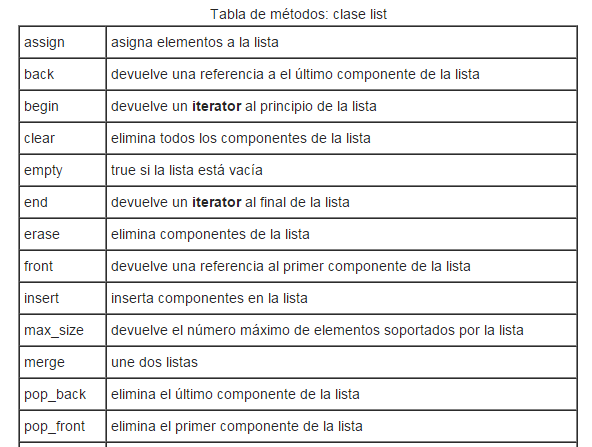 Tabla de métodos: clase list
assign asigna elementos a la lista
back devuelve una referencia a el último componente de la lista
begin devuelve un iterator al principio de la lista
clear elimina todos los componentes de la lista
empty true si la lista está vacía
end devuelve un iterator al final de la lista
erase elimina componentes de la lista
front devuelve una referencia al primer componente de la lista
insert inserta componentes en la lista
max_size devuelve el número máximo de elementos soportados por la lista
merge une dos listas
pop_back elimina el último componente de la lista
pop_front elimina el primer componente de la lista